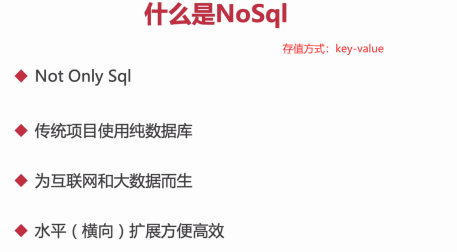 什么是NoSql
存值方式：key-value
Not Only Sql
传统项目使用纯数据库
为互联网和大数据而生
水平（横向）扩展方便高效